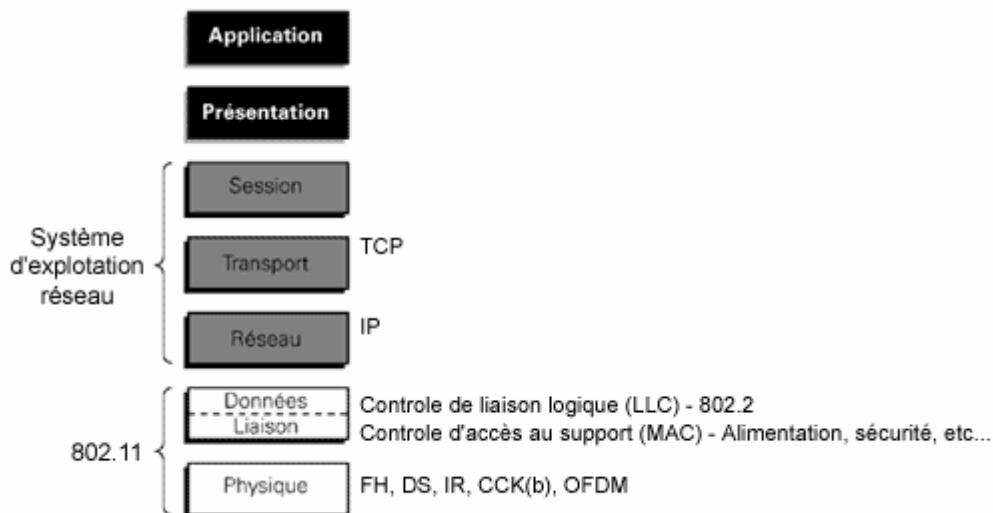 Application
Présentation
Session
Système
d'explotation
réseau
Transport
TCP
Réseau
IP
802.11
Données
Liaison
Controle de liaison logique (LLC) - 802.2
Controle d'accès au support (MAC) - Alimentation, sécurité, etc...
Physique
FH, DS, IR, CCK(b), OFDM